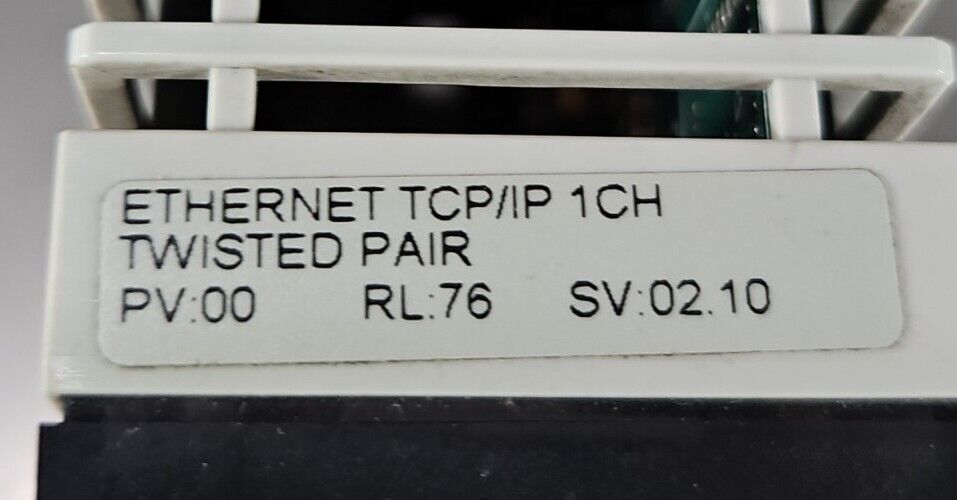 ETHERNET TCP/IP 1CH
TWISTED PAIR
PV:00 RL:76 SV:02.10